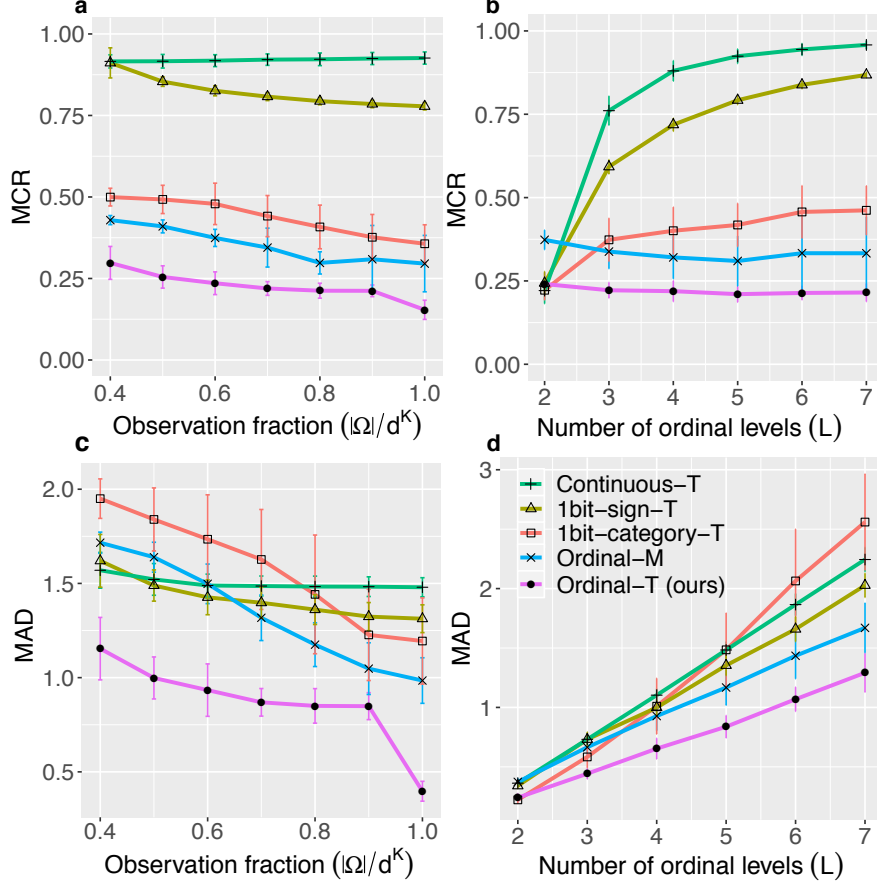 a
1.00
0.75
0.50
0.25
0.00
MCR
0.4 0.6 0.8 1.0
Observation fraction (|Ω|/d^K)
b
1.00
0.75
0.50
0.25
0.00
MCR
2 3 4 5 6 7
Number of ordinal levels (L)
c
2.0
1.5
1.0
0.5
MAD
0.4 0.6 0.8 1.0
Observation fraction (|Ω|/d^K)
d
3
2
1
MAD
Continuous−T
1bit−sign−T
1bit−category−T
Ordinal−M
Ordinal−T (ours)
2 3 4 5 6 7
Number of ordinal levels (L)